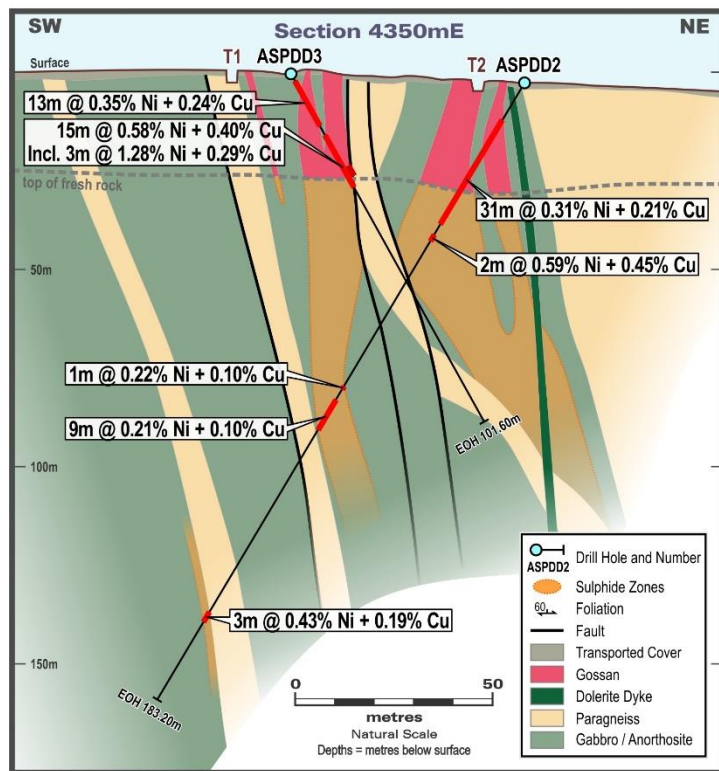 SW
Section 4350mE
NE
Surface
T1
ASPDD3
T2
ASPDD2
13m @ 0.35% Ni + 0.24% Cu
15m @ 0.58% Ni + 0.40% Cu
Incl. 3m @ 1.28% Ni + 0.29% Cu
top of fresh rock
31m @ 0.31% Ni + 0.21% Cu
2m @ 0.59% Ni + 0.45% Cu
50m
1m @ 0.22% Ni + 0.10% Cu
9m @ 0.21% Ni + 0.10% Cu
EOH 101.60m
100m
3m @ 0.43% Ni + 0.19% Cu
150m
EOH 183.20m
0 50
metres
Natural Scale
Depths = metres below surface
ASPDD2 Drill Hole and Number
Sulphide Zones
60 Foliation
Fault
Transported Cover
Gossan
Dolerite Dyke
Paragneiss
Gabbro / Anorthosite